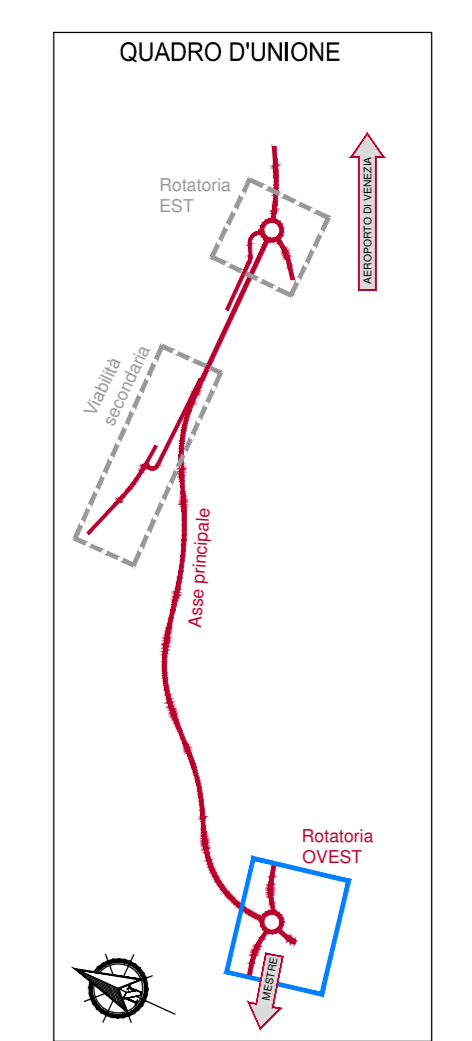 QUADRO D'UNIONE
Rotatoria
EST
AEROPORTO DI VENEZIA
Viabilità
secondaria
Asse principale
Rotatoria
OVEST
MESTRE